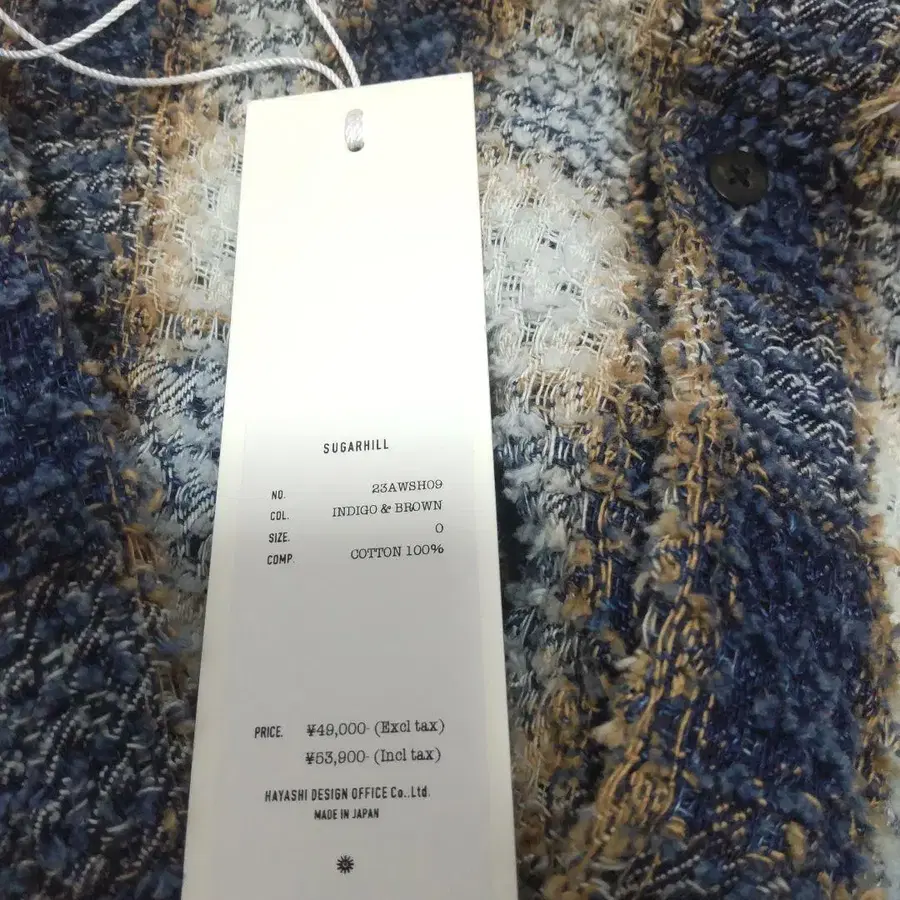 SUGARHILL
NO. 23AWSH09
COL. INDIGO & BROWN
SIZE. 0
COMP. COTTON 100%
PRICE. ¥49,000- (Excl tax)
¥53,900- (Incl tax)
HAYASHI DESIGN OFFICE Co.,Ltd.
MADE IN JAPAN